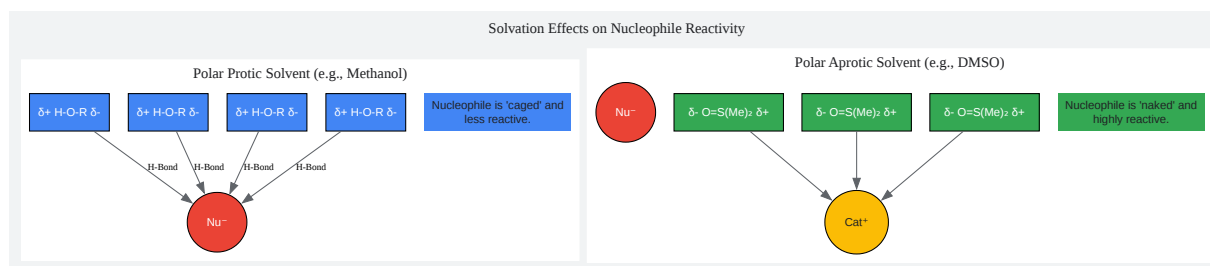 Solvation Effects on Nucleophile Reactivity
Polar Protic Solvent (e.g., Methanol)
δ+ H-O-R δ-
δ+ H-O-R δ-
δ+ H-O-R δ-
δ+ H-O-R δ-
Nucleophile is 'caged' and
less reactive.
H-Bond
H-Bond
H-Bond
H-Bond
Nu⁻
Polar Aprotic Solvent (e.g., DMSO)
Nu⁻
δ- O=S(Me)₂ δ+
δ- O=S(Me)₂ δ+
δ- O=S(Me)₂ δ+
Nucleophile is 'naked' and
highly reactive.
Cat⁺